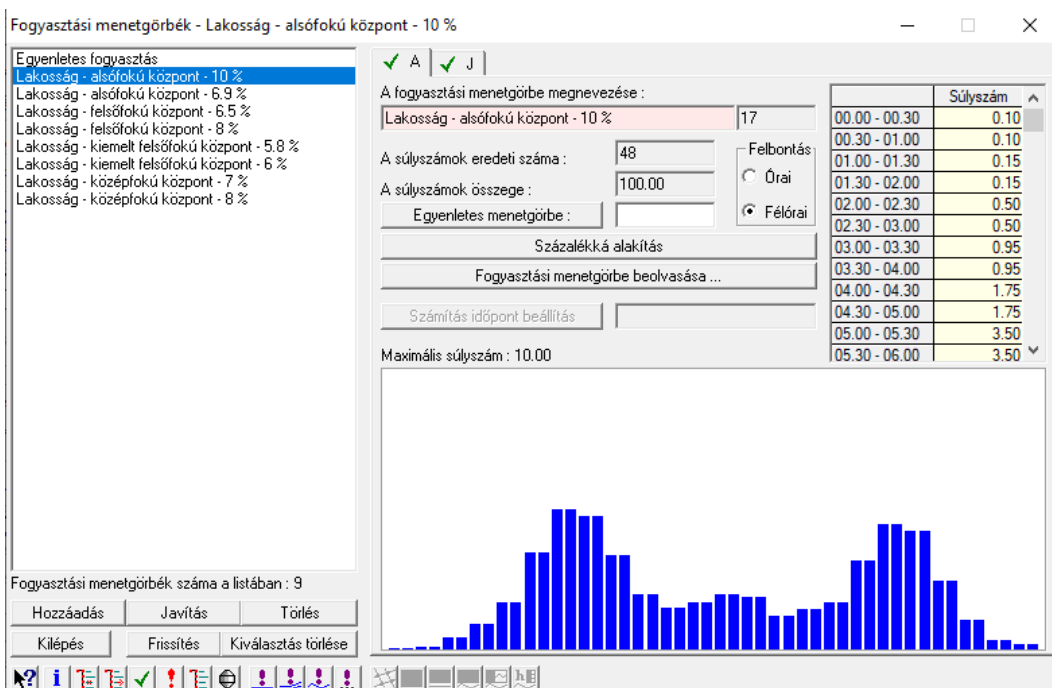 Fogyasztási menetgörbék - Lakosság - alsófokú központ - 10 %
Egyenletes fogyasztás
Lakosság - alsófokú központ - 10 %
Lakosság - alsófokú központ - 6.9 %
Lakosság - felsőfokú központ - 6.5 %
Lakosság - felsőfokú központ - 8 %
Lakosság - kiemelt felsőfokú központ - 5.8 %
Lakosság - kiemelt felsőfokú központ - 6 %
Lakosság - középfokú központ - 7 %
Lakosság - középfokú központ - 8 %
Fogyasztási menetgörbék száma a listában : 9
Hozzáadás Javítás Törlés
Kilépés Frissítés Kiválasztás törlése
A J
A fogyasztási menetgörbe megnevezése :
Lakosság - alsófokú központ - 10 % 17
A súlyszámok eredeti száma : 48
A súlyszámok összege : 100.00
Felbontás
Órai
Félórai
Egyenletes menetgörbe :
Százalékká alakítás
Fogyasztási menetgörbe beolvasása ...
Számítás időpont beállítás
Maximális súlyszám : 10.00
Súlyszám
00.00 - 00.30 0.10
00.30 - 01.00 0.10
01.00 - 01.30 0.15
01.30 - 02.00 0.15
02.00 - 02.30 0.50
02.30 - 03.00 0.50
03.00 - 03.30 0.95
03.30 - 04.00 0.95
04.00 - 04.30 1.75
04.30 - 05.00 1.75
05.00 - 05.30 3.50
05.30 - 06.00 3.50